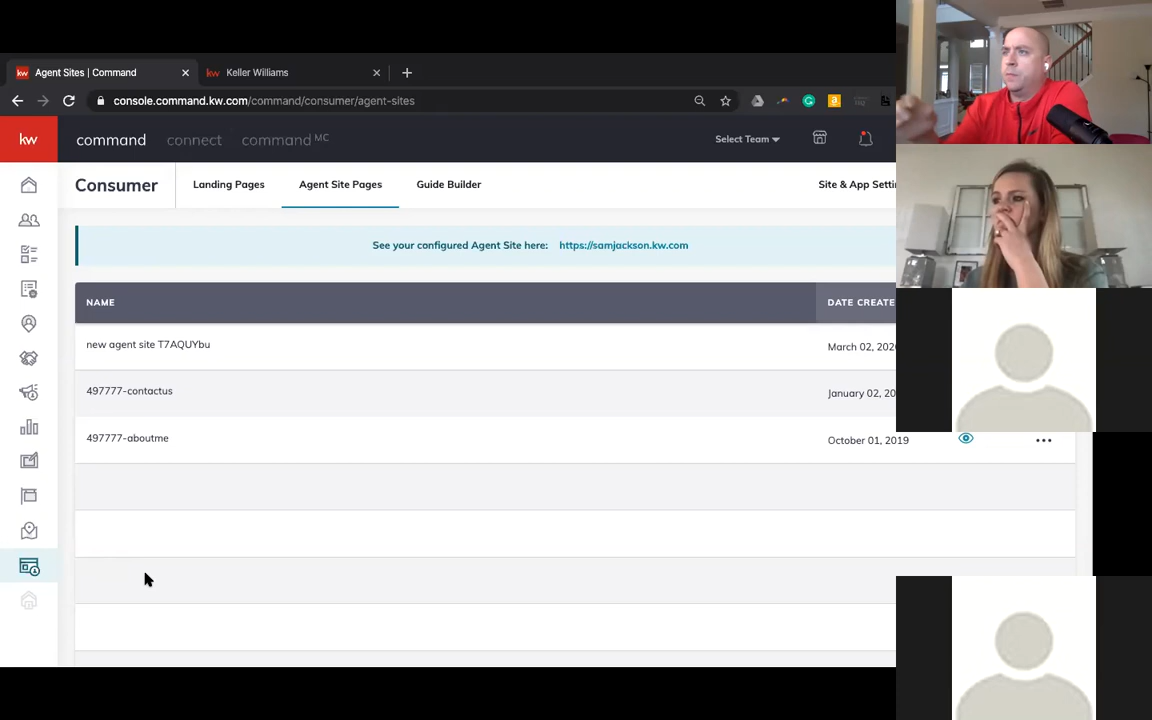 kw Agent Sites | Command
kw Keller Williams
console.command.kw.com/command/consumer/agent-sites
kw command connect command MC Select Team
Consumer Landing Pages Agent Site Pages Guide Builder Site & App Setti
See your configured Agent Site here: https://samjackson.kw.com
NAME DATE CREATE
new agent site T7AQUYbu March 02, 202
497777-contactus January 02, 20
497777-aboutme October 01, 2019